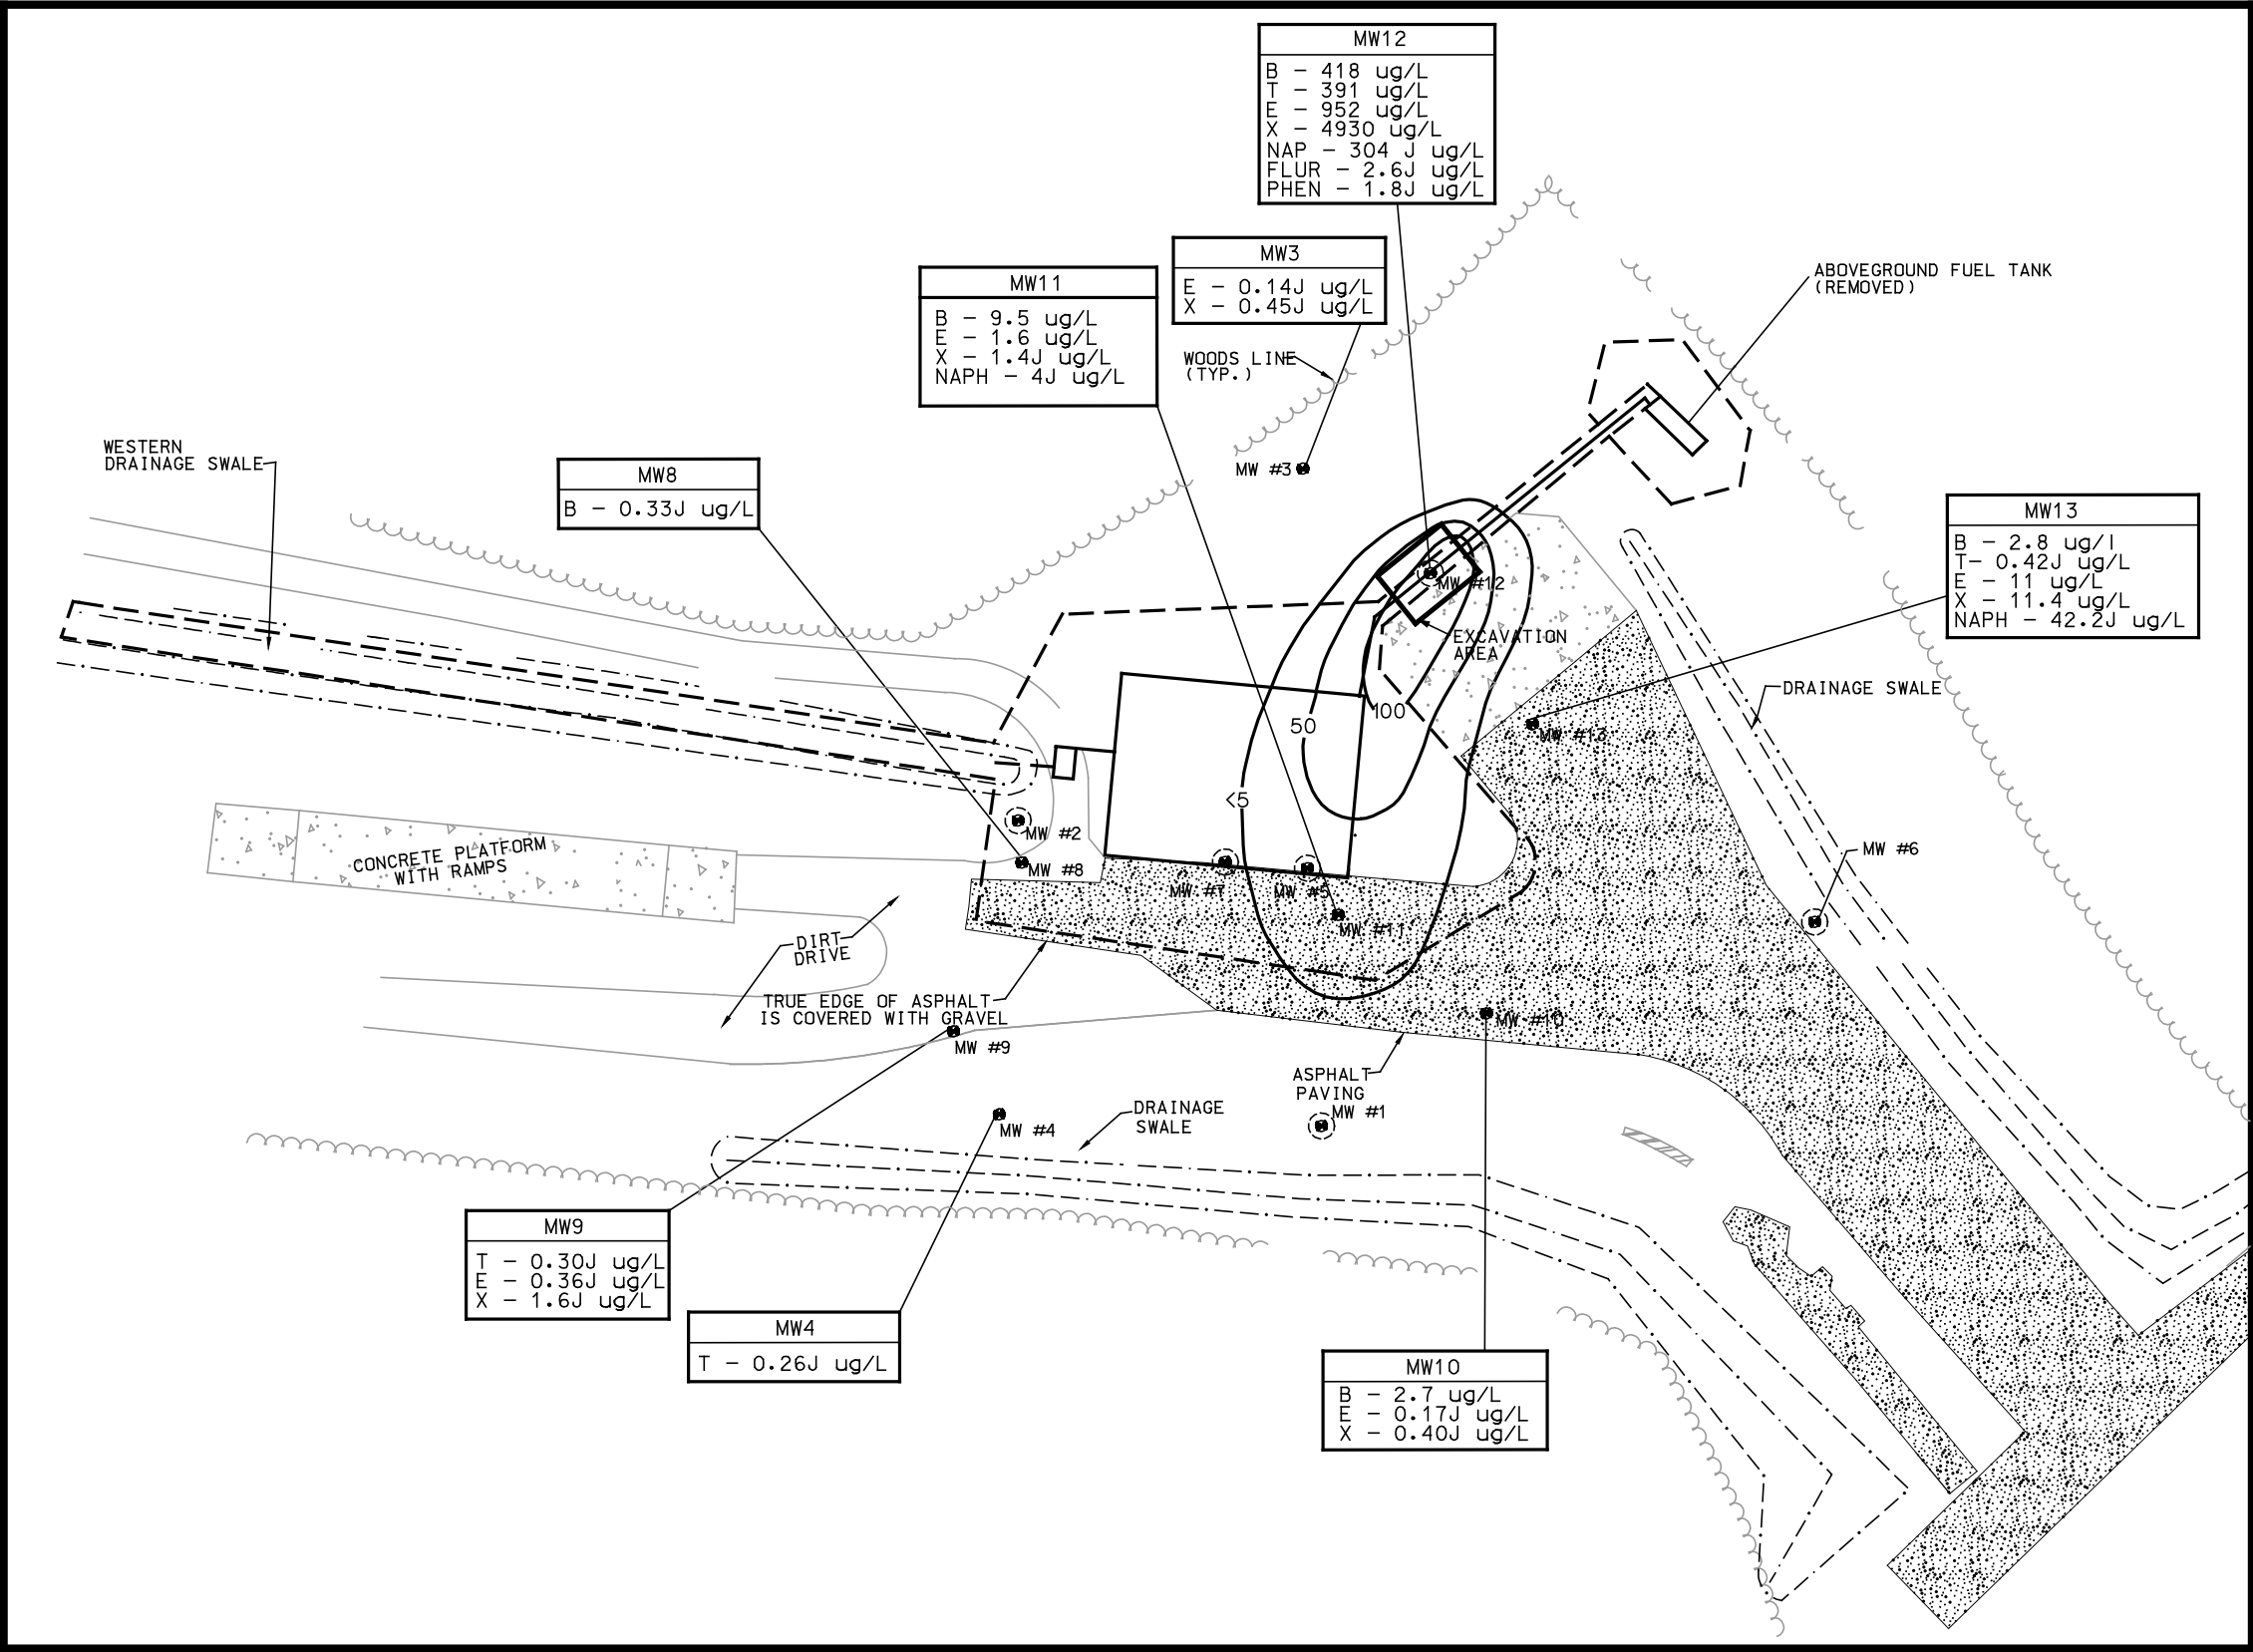 MW12
B - 418 ug/L
T - 391 ug/L
E - 952 ug/L
X - 4930 ug/L
NAP - 304 J ug/L
FLUR - 2.6J ug/L
PHEN - 1.8J ug/L
MW3
E - 0.14J ug/L
X - 0.45J ug/L
MW11
B - 9.5 ug/L
E - 1.6 ug/L
X - 1.4J ug/L
NAPH - 4J ug/L
ABOVEGROUND FUEL TANK
(REMOVED)
WOODS LINE
(TYP.)
WESTERN
DRAINAGE SWALE
MW8
B - 0.33J ug/L
MW #3
MW13
B - 2.8 ug/l
T- 0.42J ug/L
E - 11 ug/L
X - 11.4 ug/L
NAPH - 42.2J ug/L
MW #12
EXCAVATION
AREA
DRAINAGE SWALE
100
50
MW #13
<5
MW #2
MW #8
MW #7
MW #5
MW #6
CONCRETE PLATFORM
WITH RAMPS
MW #11
DIRT
DRIVE
TRUE EDGE OF ASPHALT
IS COVERED WITH GRAVEL
MW #9
MW #10
ASPHALT
PAVING
MW #1
DRAINAGE
SWALE
MW #4
MW9
T - 0.30J ug/L
E - 0.36J ug/L
X - 1.6J ug/L
MW4
T - 0.26J ug/L
MW10
B - 2.7 ug/L
E - 0.17J ug/L
X - 0.40J ug/L